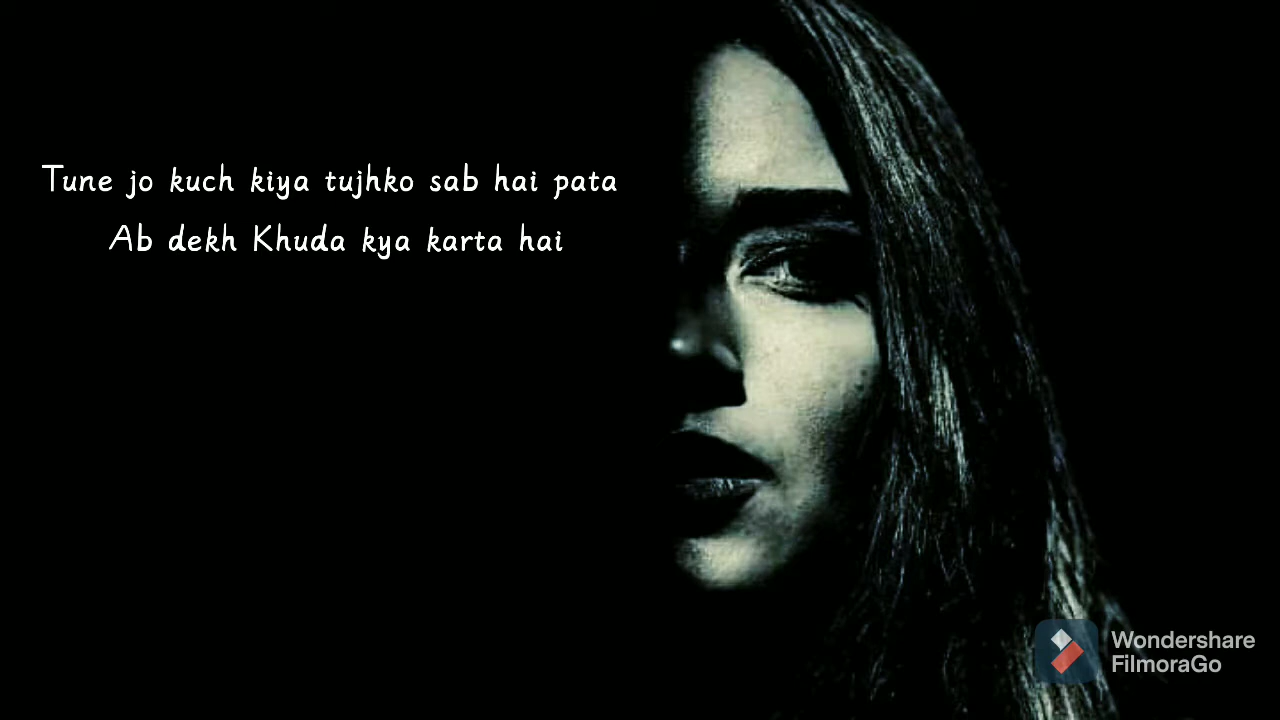 Tune jo kuch kiya tujhko sab hai pata
Ab dekh Khuda kya karta hai
Wondershare
FilmoraGo